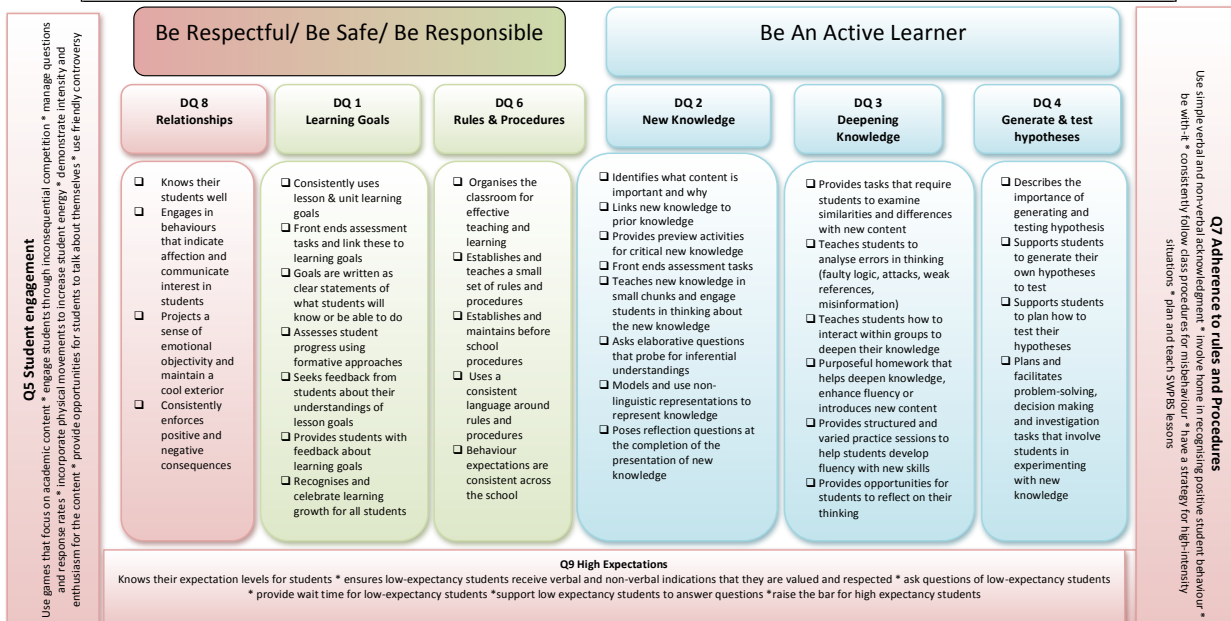 Be Respectful/ Be Safe/ Be Responsible
Be An Active Learner
Q5 Student engagement
Use games that focus on academic content * engage students through inconsequential competition * manage questions
and response rates * incorporate physical movements to increase student energy * demonstrate intensity and
enthusiasm for the content * provide opportunities for students to talk about themselves * use friendly controversy
DQ 8
Relationships
❑ Knows their
students well
❑ Engages in
behaviours
that indicate
affection and
communicate
interest in
students
❑ Projects a
sense of
emotional
objectivity and
maintain a
cool exterior
❑ Consistently
enforces
positive and
negative
consequences
DQ 1
Learning Goals
❑ Consistently uses
lesson & unit learning
goals
❑ Front ends assessment
tasks and link these to
learning goals
❑ Goals are written as
clear statements of
what students will
know or be able to do
❑ Assesses student
progress using
formative approaches
❑ Seeks feedback from
students about their
understandings of
lesson goals
❑ Provides students with
feedback about
learning goals
❑ Recognises and
celebrate learning
growth for all students
DQ 6
Rules & Procedures
❑ Organises the
classroom for
effective
teaching and
learning
❑ Establishes and
teaches a small
set of rules and
procedures
❑ Establishes and
maintains before
school
procedures
❑ Uses a
consistent
language around
rules and
procedures
❑ Behaviour
expectations are
consistent across
the school
DQ 2
New Knowledge
❑ Identifies what content is
important and why
❑ Links new knowledge to
prior knowledge
❑ Provides preview activities
for critical new knowledge
❑ Front ends assessment tasks
❑ Teaches new knowledge in
small chunks and engage
students in thinking about
the new knowledge
❑ Asks elaborative questions
that probe for inferential
understandings
❑ Models and use non-
linguistic representations to
represent knowledge
❑ Poses reflection questions at
the completion of the
presentation of new
knowledge
DQ 3
Deepening
Knowledge
❑ Provides tasks that require
students to examine
similarities and differences
with new content
❑ Teaches students to
analyse errors in thinking
(faulty logic, attacks, weak
references,
misinformation)
❑ Teaches students how to
interact within groups to
deepen their knowledge
❑ Purposeful homework that
helps deepen knowledge,
enhance fluency or
introduces new content
❑ Provides structured and
varied practice sessions to
help students develop
fluency with new skills
❑ Provides opportunities for
students to reflect on their
thinking
DQ 4
Generate & test
hypotheses
❑ Describes the
importance of
generating and
testing hypothesis
❑ Supports students
to generate their
own hypotheses
to test
❑ Supports students
to plan how to
test their
hypotheses
❑ Plans and
facilitates
problem-solving,
decision making
and investigation
tasks that involve
students in
experimenting
with new
knowledge
Q7 Adherence to rules and Procedures
Use simple verbal and non-verbal acknowledgment * involve home in recognising positive student behaviour *
be with-it * consistently follow class procedures for misbehaviour * have a strategy for high-intensity
situations * plan and teach SWPBS lessons
Q9 High Expectations
Knows their expectation levels for students * ensures low-expectancy students receive verbal and non-verbal indications that they are valued and respected * ask questions of low-expectancy students
* provide wait time for low-expectancy students *support low expectancy students to answer questions *raise the bar for high expectancy students